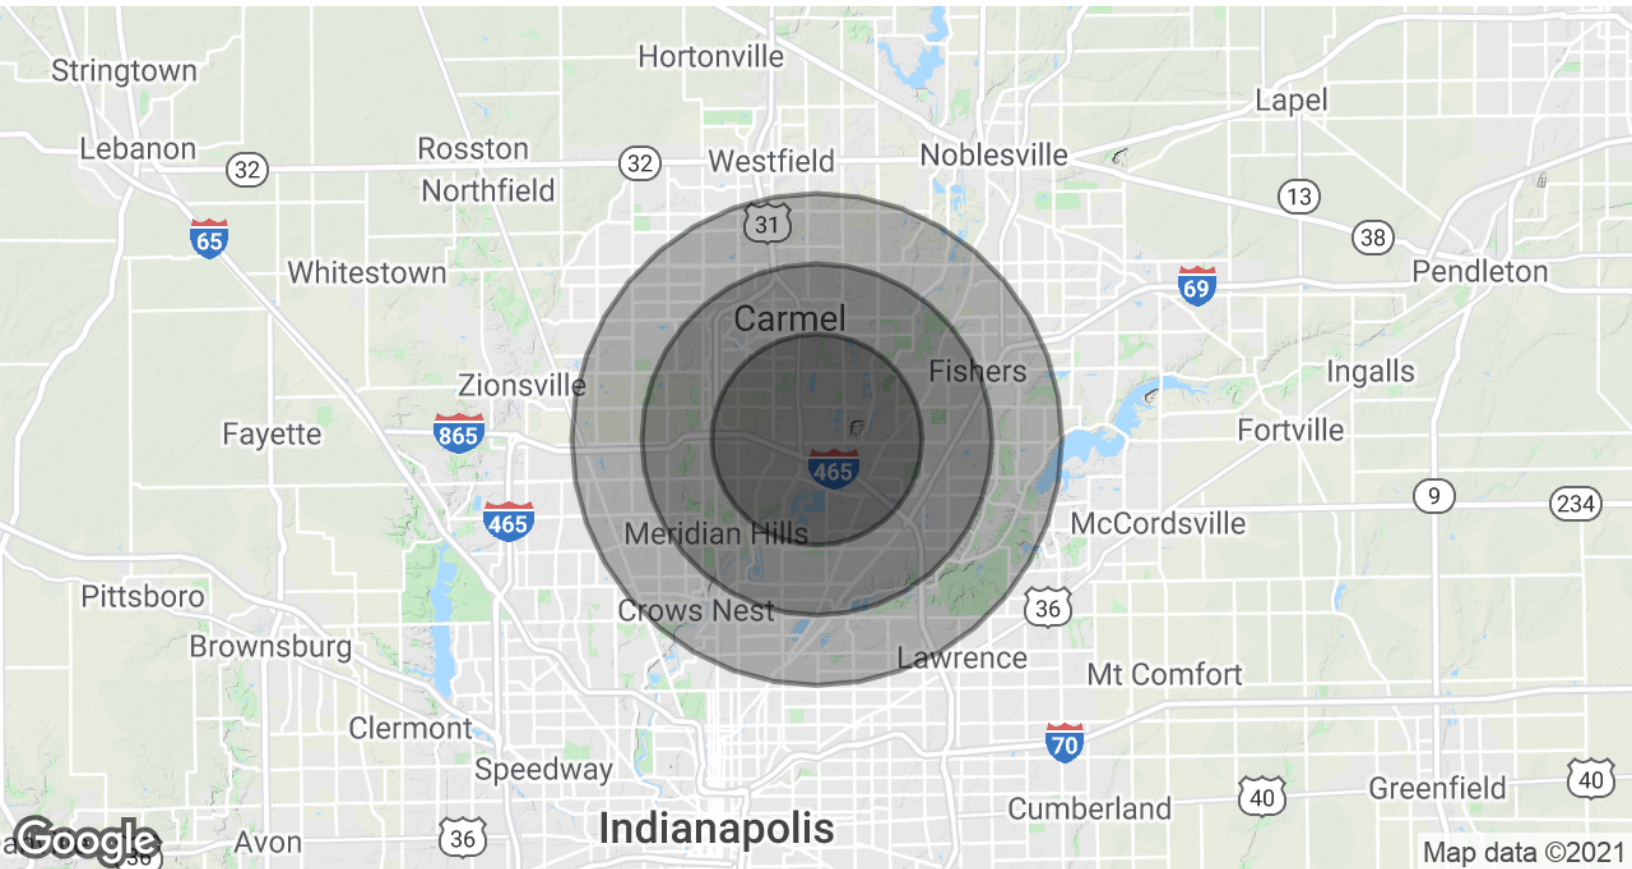 Hortonville
Stringtown
Lapel
Lebanon
Rosston
Westfield
Noblesville
32
32
Northfield
13
31
65
38
Whitestown
Pendleton
69
Carmel
Zionsville
Fishers
Ingalls
Fayette
865
Fortville
465
9
234
465
McCordsville
Meridian Hills
Pittsboro
Crows Nest
36
Brownsburg
Lawrence
Mt Comfort
Clermont
70
Speedway
40
Greenfield
40
Cumberland
Indianapolis
Google
36
Avon
36
Map data ©2021